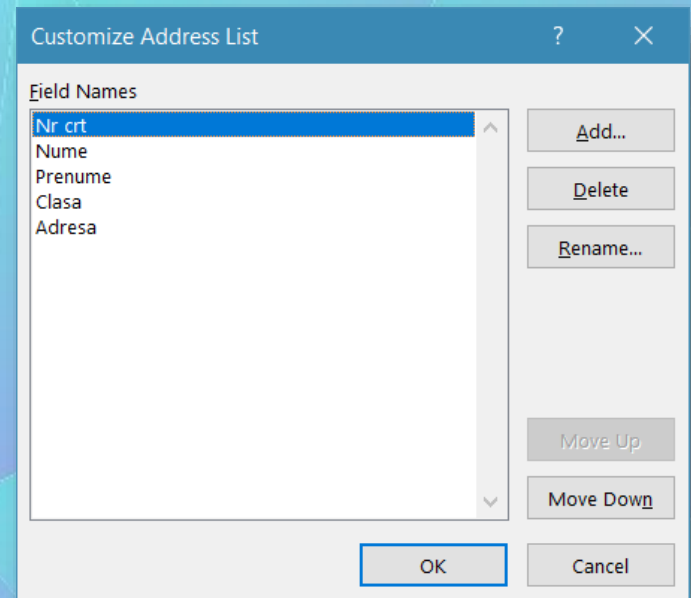 Customize Address List ? ×
Field Names
Nr crt
Nume
Prenume
Clasa
Adresa
Add...
Delete
Rename...
Move Up
Move Down
OK
Cancel